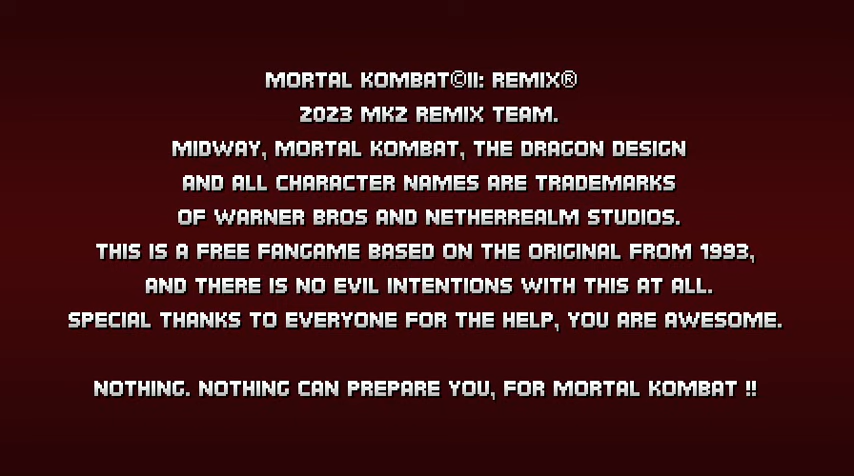 MORTAL KOMBAT©II: REMIX®
2023 MK2 REMIX TEAM.
MIDWAY, MORTAL KOMBAT, THE DRAGON DESIGN
AND ALL CHARACTER NAMES ARE TRADEMARKS
OF WARNER BROS AND NETHERREALM STUDIOS.
THIS IS A FREE FANGAME BASED ON THE ORIGINAL FROM 1993,
AND THERE IS NO EVIL INTENTIONS WITH THIS AT ALL.
SPECIAL THANKS TO EVERYONE FOR THE HELP, YOU ARE AWESOME.
NOTHING. NOTHING CAN PREPARE YOU, FOR MORTAL KOMBAT !!